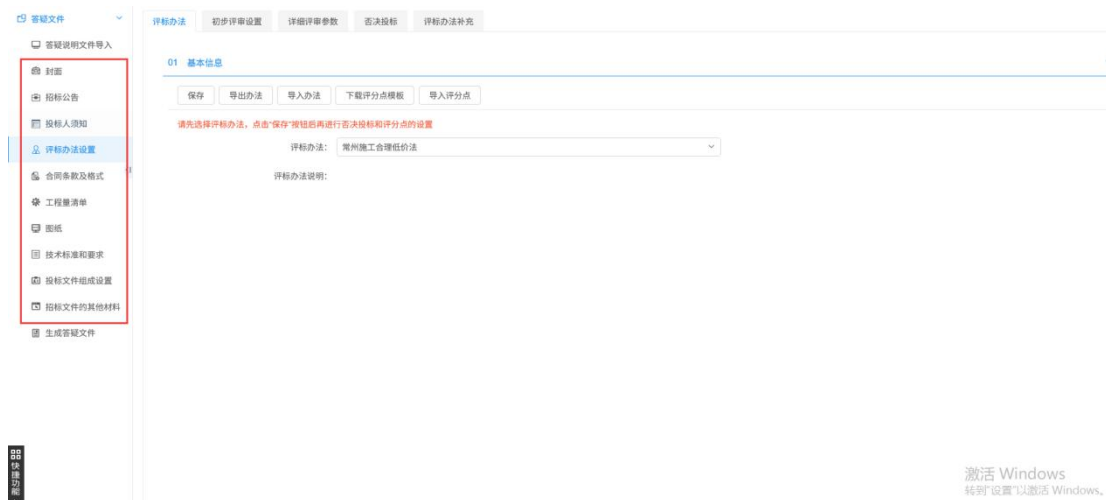 答疑文件
答疑说明文件导入
封面
招标公告
投标人须知
评标办法设置
合同条款及格式
工程量清单
图纸
技术标准和要求
投标文件组成设置
招标文件的其他材料
生成答疑文件
快捷功能
评标办法 初步评审设置 详细评审参数 否决投标 评标办法补充
01 基本信息
保存 导出办法 导入办法 下载评分点模板 导入评分点
请先选择评标办法，点击“保存”按钮后再进行否决投标和评分点的设置
评标办法： 常州施工合理低价法
评标办法说明：
激活 Windows
转到“设置”以激活 Windows。